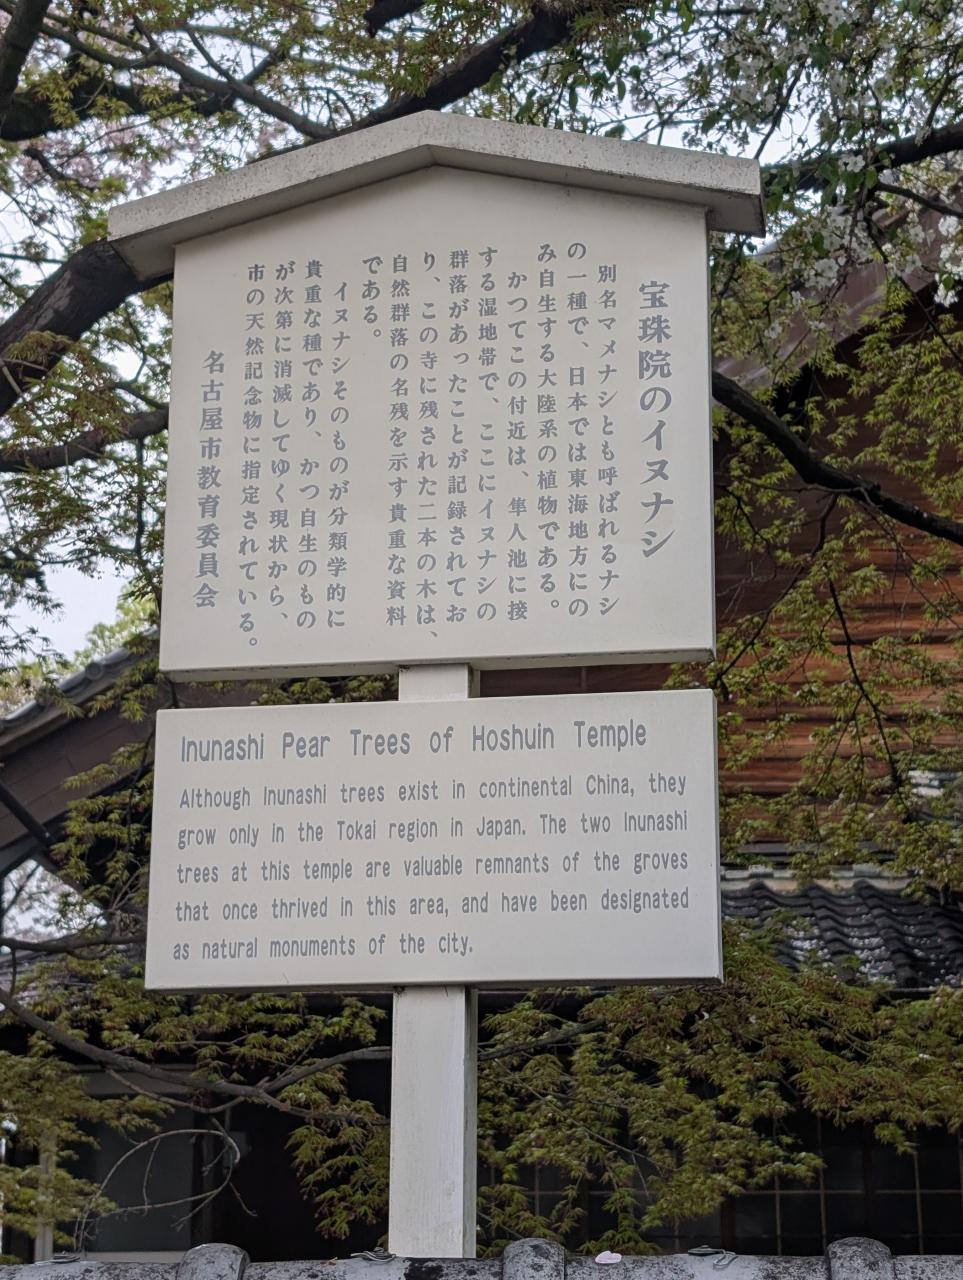 宝珠院のイヌナシ
別名マメナシとも呼ばれるナシ
の一種で、日本では東海地方にの
み自生する大陸系の植物である。
かつてこの付近は、隼人池に接
する湿地帯で、ここにイヌナシの
群落があったことが記録されてお
り、この寺に残された二本の木は、
自然群落の名残を示す貴重な資料
である。
イヌナシそのものが分類学的に
貴重な種であり、かつ自生のもの
が次第に消滅してゆく現状から、
市の天然記念物に指定されている。
名古屋市教育委員会
Inunashi Pear Trees of Hoshuin Temple
Although Inunashi trees exist in continental China, they
grow only in the Tokai region in Japan. The two Inunashi
trees at this temple are valuable remnants of the groves
that once thrived in this area, and have been designated
as natural monuments of the city.